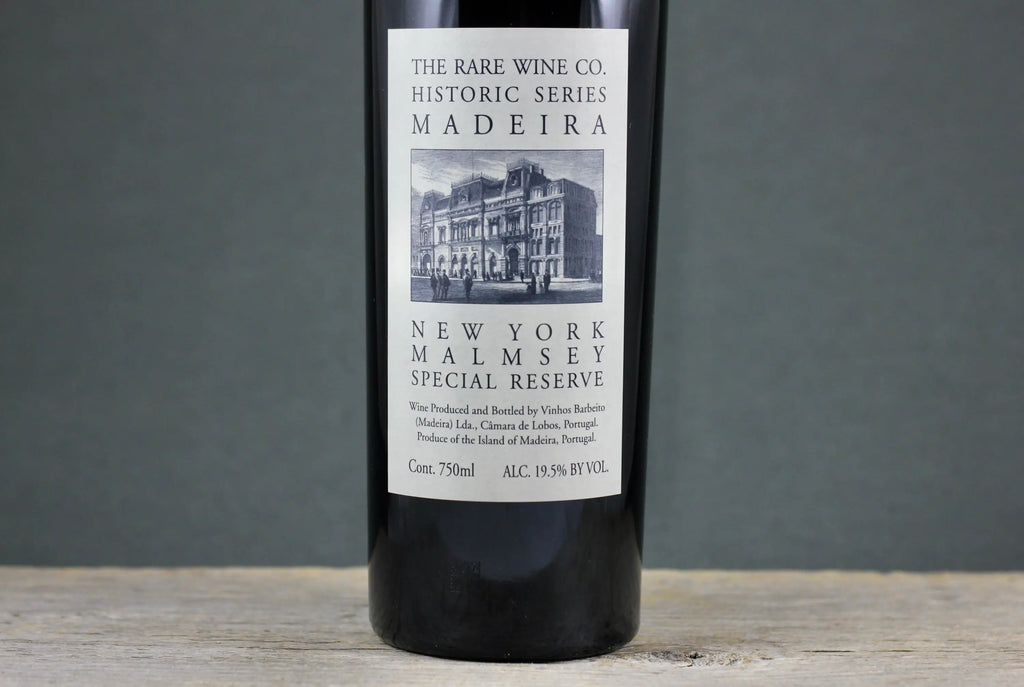 THE RARE WINE CO.
HISTORIC SERIES
MADEIRA
NEW YORK
MALMSEY
SPECIAL RESERVE
Wine Produced and Bottled by Vinhos Barbeito
(Madeira) Lda., Câmara de Lobos, Portugal.
Produce of the Island of Madeira, Portugal.
Cont. 750ml ALC. 19.5% BY VOL.